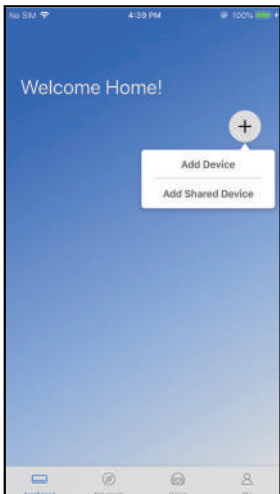 No SIM 4:39 PM 100%
Welcome Home!
+
Add Device
Add Shared Device